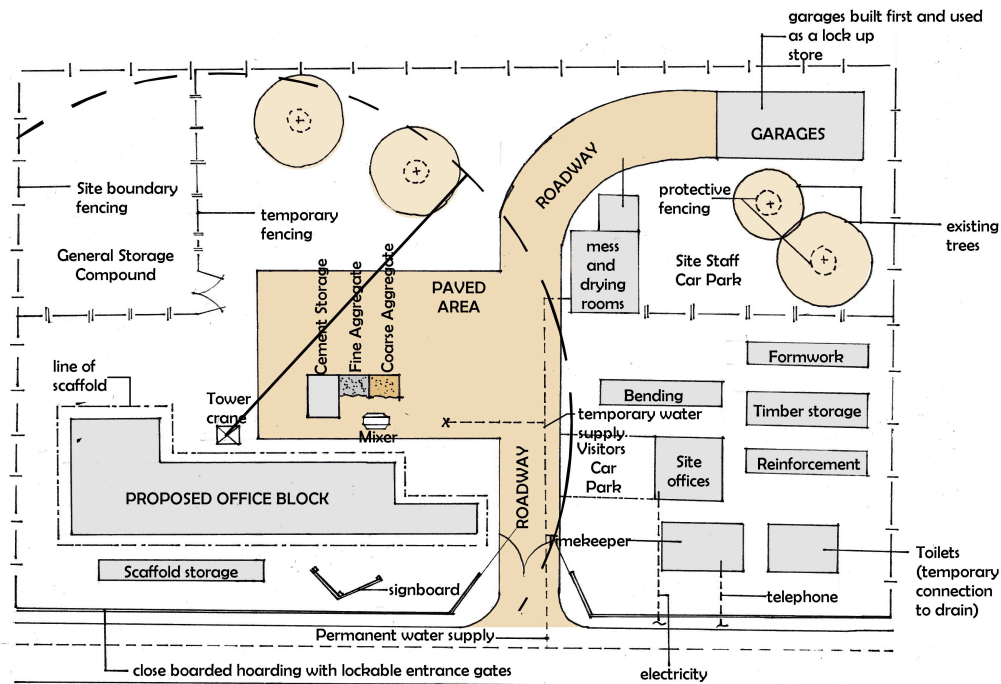 garages built first and used
as a lock up
store
GARAGES
ROADWAY
Site boundary
fencing
temporary
fencing
General Storage
Compound
protective
fencing
existing
trees
mess
and
drying
rooms
Site Staff
Car Park
PAVED
AREA
Cement Storage
Fine Aggregate
Coarse Aggregate
line of
scaffold
Tower
crane
Mixer
x
Formwork
Bending
Timber storage
temporary water
supply
Visitors
Car
Park
Site
offices
Reinforcement
ROADWAY
PROPOSED OFFICE BLOCK
Timekeeper
Toilets
(temporary
connection
to drain)
Scaffold storage
signboard
telephone
Permanent water supply
close boarded hoarding with lockable entrance gates
electricity